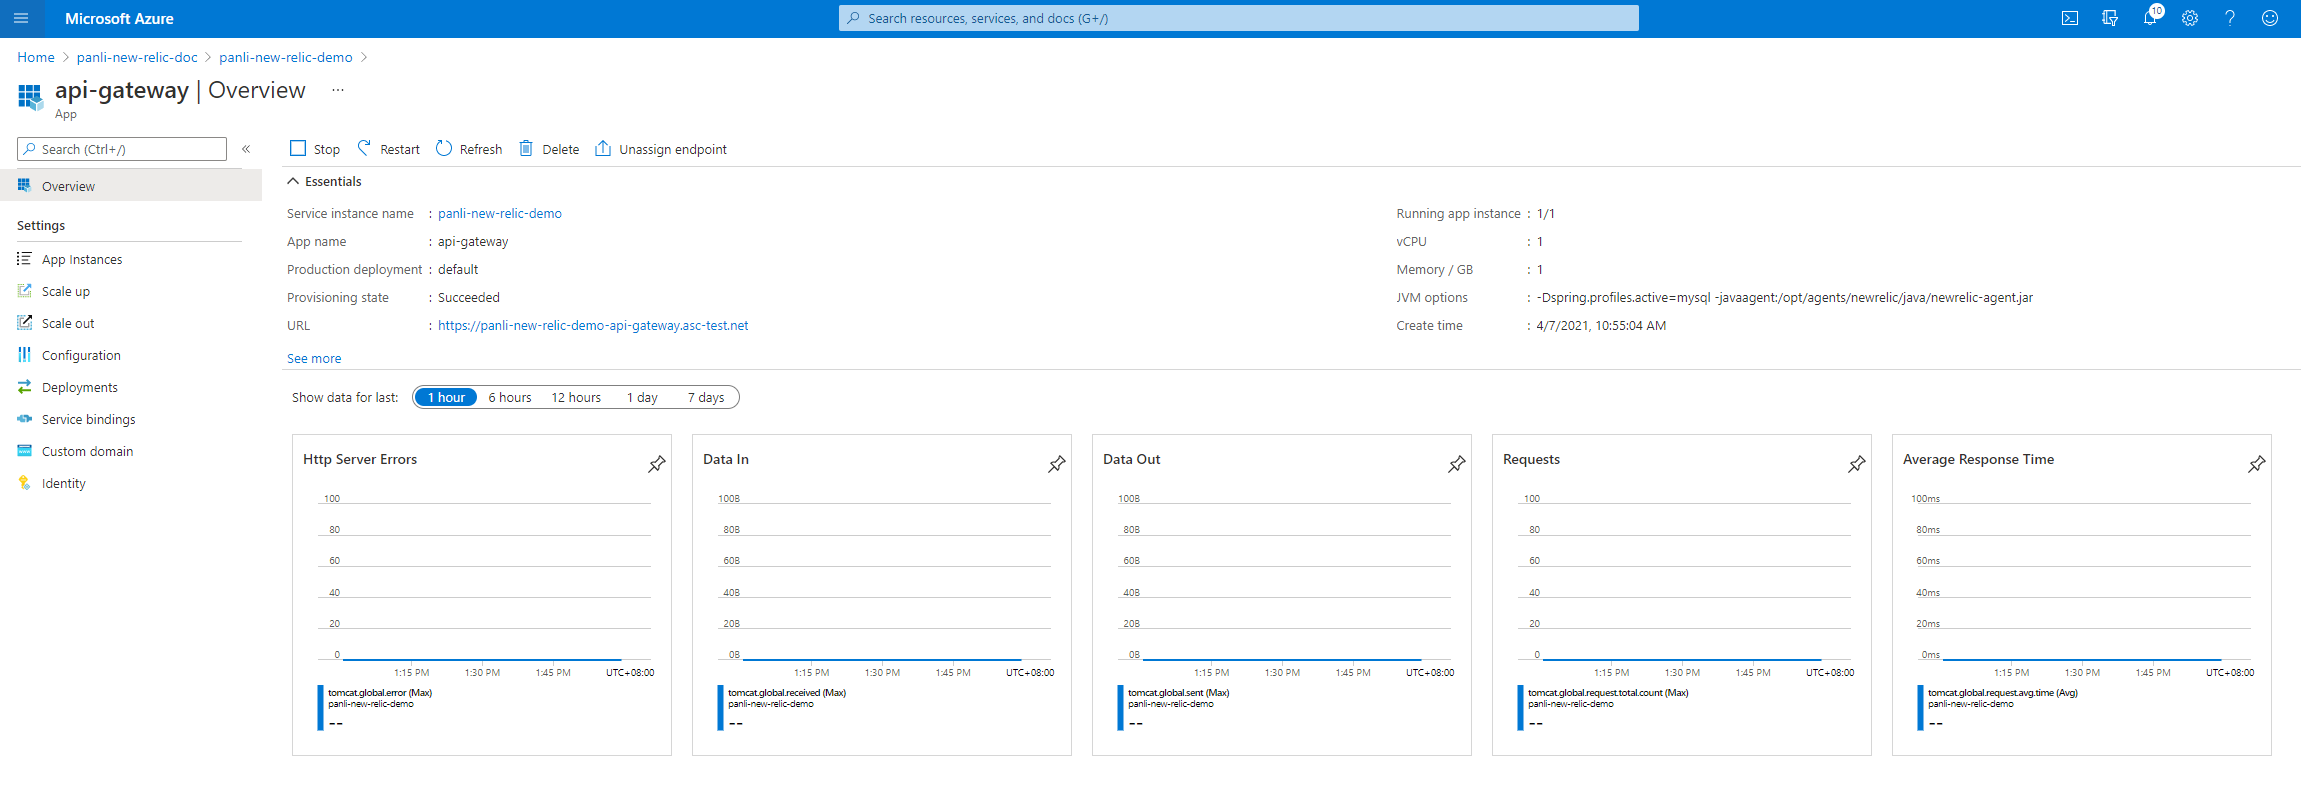 Microsoft Azure
Search resources, services, and docs (G+/)
10
Home > panli-new-relic-doc > panli-new-relic-demo >
api-gateway | Overview ...
App
Search (Ctrl+/) «
Overview
Settings
App Instances
Scale up
Scale out
Configuration
Deployments
Service bindings
Custom domain
Identity
Stop Restart Refresh Delete Unassign endpoint
Essentials
Service instance name : panli-new-relic-demo
App name : api-gateway
Production deployment : default
Provisioning state : Succeeded
URL : https://panli-new-relic-demo-api-gateway.asc-test.net
See more
Running app instance : 1/1
vCPU : 1
Memory / GB : 1
JVM options : -Dspring.profiles.active=mysql -javaagent:/opt/agents/newrelic/java/newrelic-agent.jar
Create time : 4/7/2021, 10:55:04 AM
Show data for last: 1 hour 6 hours 12 hours 1 day 7 days
Http Server Errors
100
80
60
40
20
0
1:15 PM 1:30 PM 1:45 PM UTC+08:00
tomcat.global.error (Max)
panli-new-relic-demo
--
Data In
100B
80B
60B
40B
20B
0B
1:15 PM 1:30 PM 1:45 PM UTC+08:00
tomcat.global.received (Max)
panli-new-relic-demo
--
Data Out
100B
80B
60B
40B
20B
0B
1:15 PM 1:30 PM 1:45 PM UTC+08:00
tomcat.global.sent (Max)
panli-new-relic-demo
--
Requests
100
80
60
40
20
0
1:15 PM 1:30 PM 1:45 PM UTC+08:00
tomcat.global.request.total.count (Max)
panli-new-relic-demo
--
Average Response Time
100ms
80ms
60ms
40ms
20ms
0ms
1:15 PM 1:30 PM 1:45 PM UTC+08:00
tomcat.global.request.avg.time (Avg)
panli-new-relic-demo
--